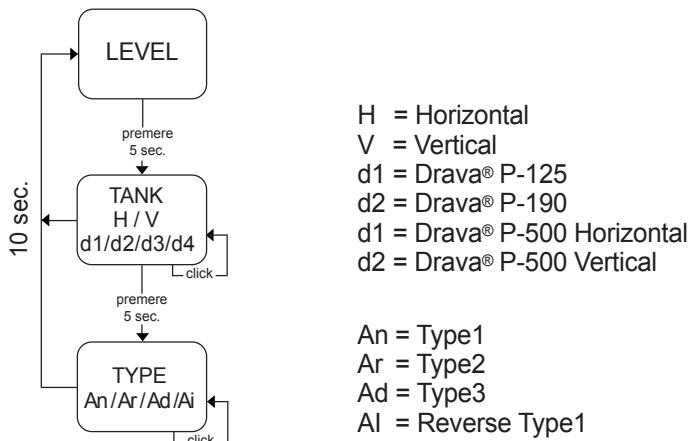 LEVEL
premere
5 sec.
TANK
H / V
d1/d2/d3/d4
click
10 sec.
premere
5 sec.
TYPE
An/Ar/Ad/Ai
click
H = Horizontal
V = Vertical
d1 = Drava® P-125
d2 = Drava® P-190
d1 = Drava® P-500 Horizontal
d2 = Drava® P-500 Vertical
An = Type1
Ar = Type2
Ad = Type3
AI = Reverse Type1